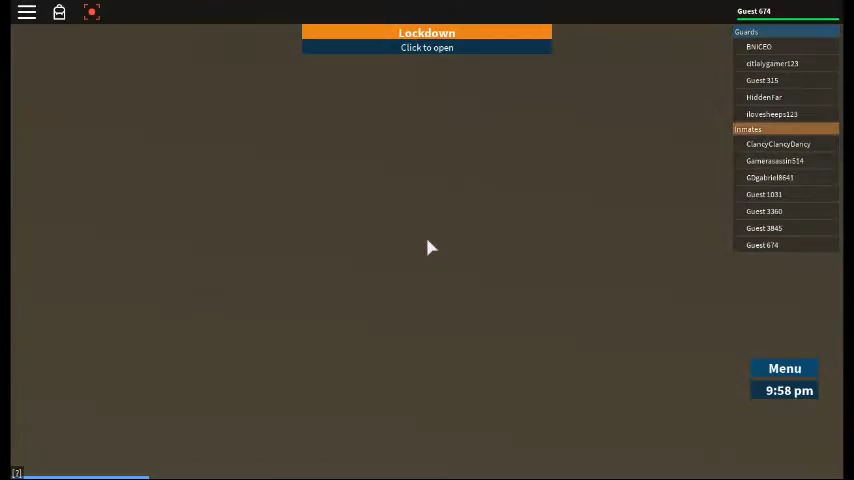 Guest 674
Lockdown
Click to open
Guards
BNICEO
citlalygamer123
Guest 315
HiddenFar
ilovesheeps123
Inmates
ClancyClancyDancy
Gamerasassin514
GDgabriel8641
Guest 1031
Guest 3360
Guest 3845
Guest 674
Menu
9:58 pm
[?]